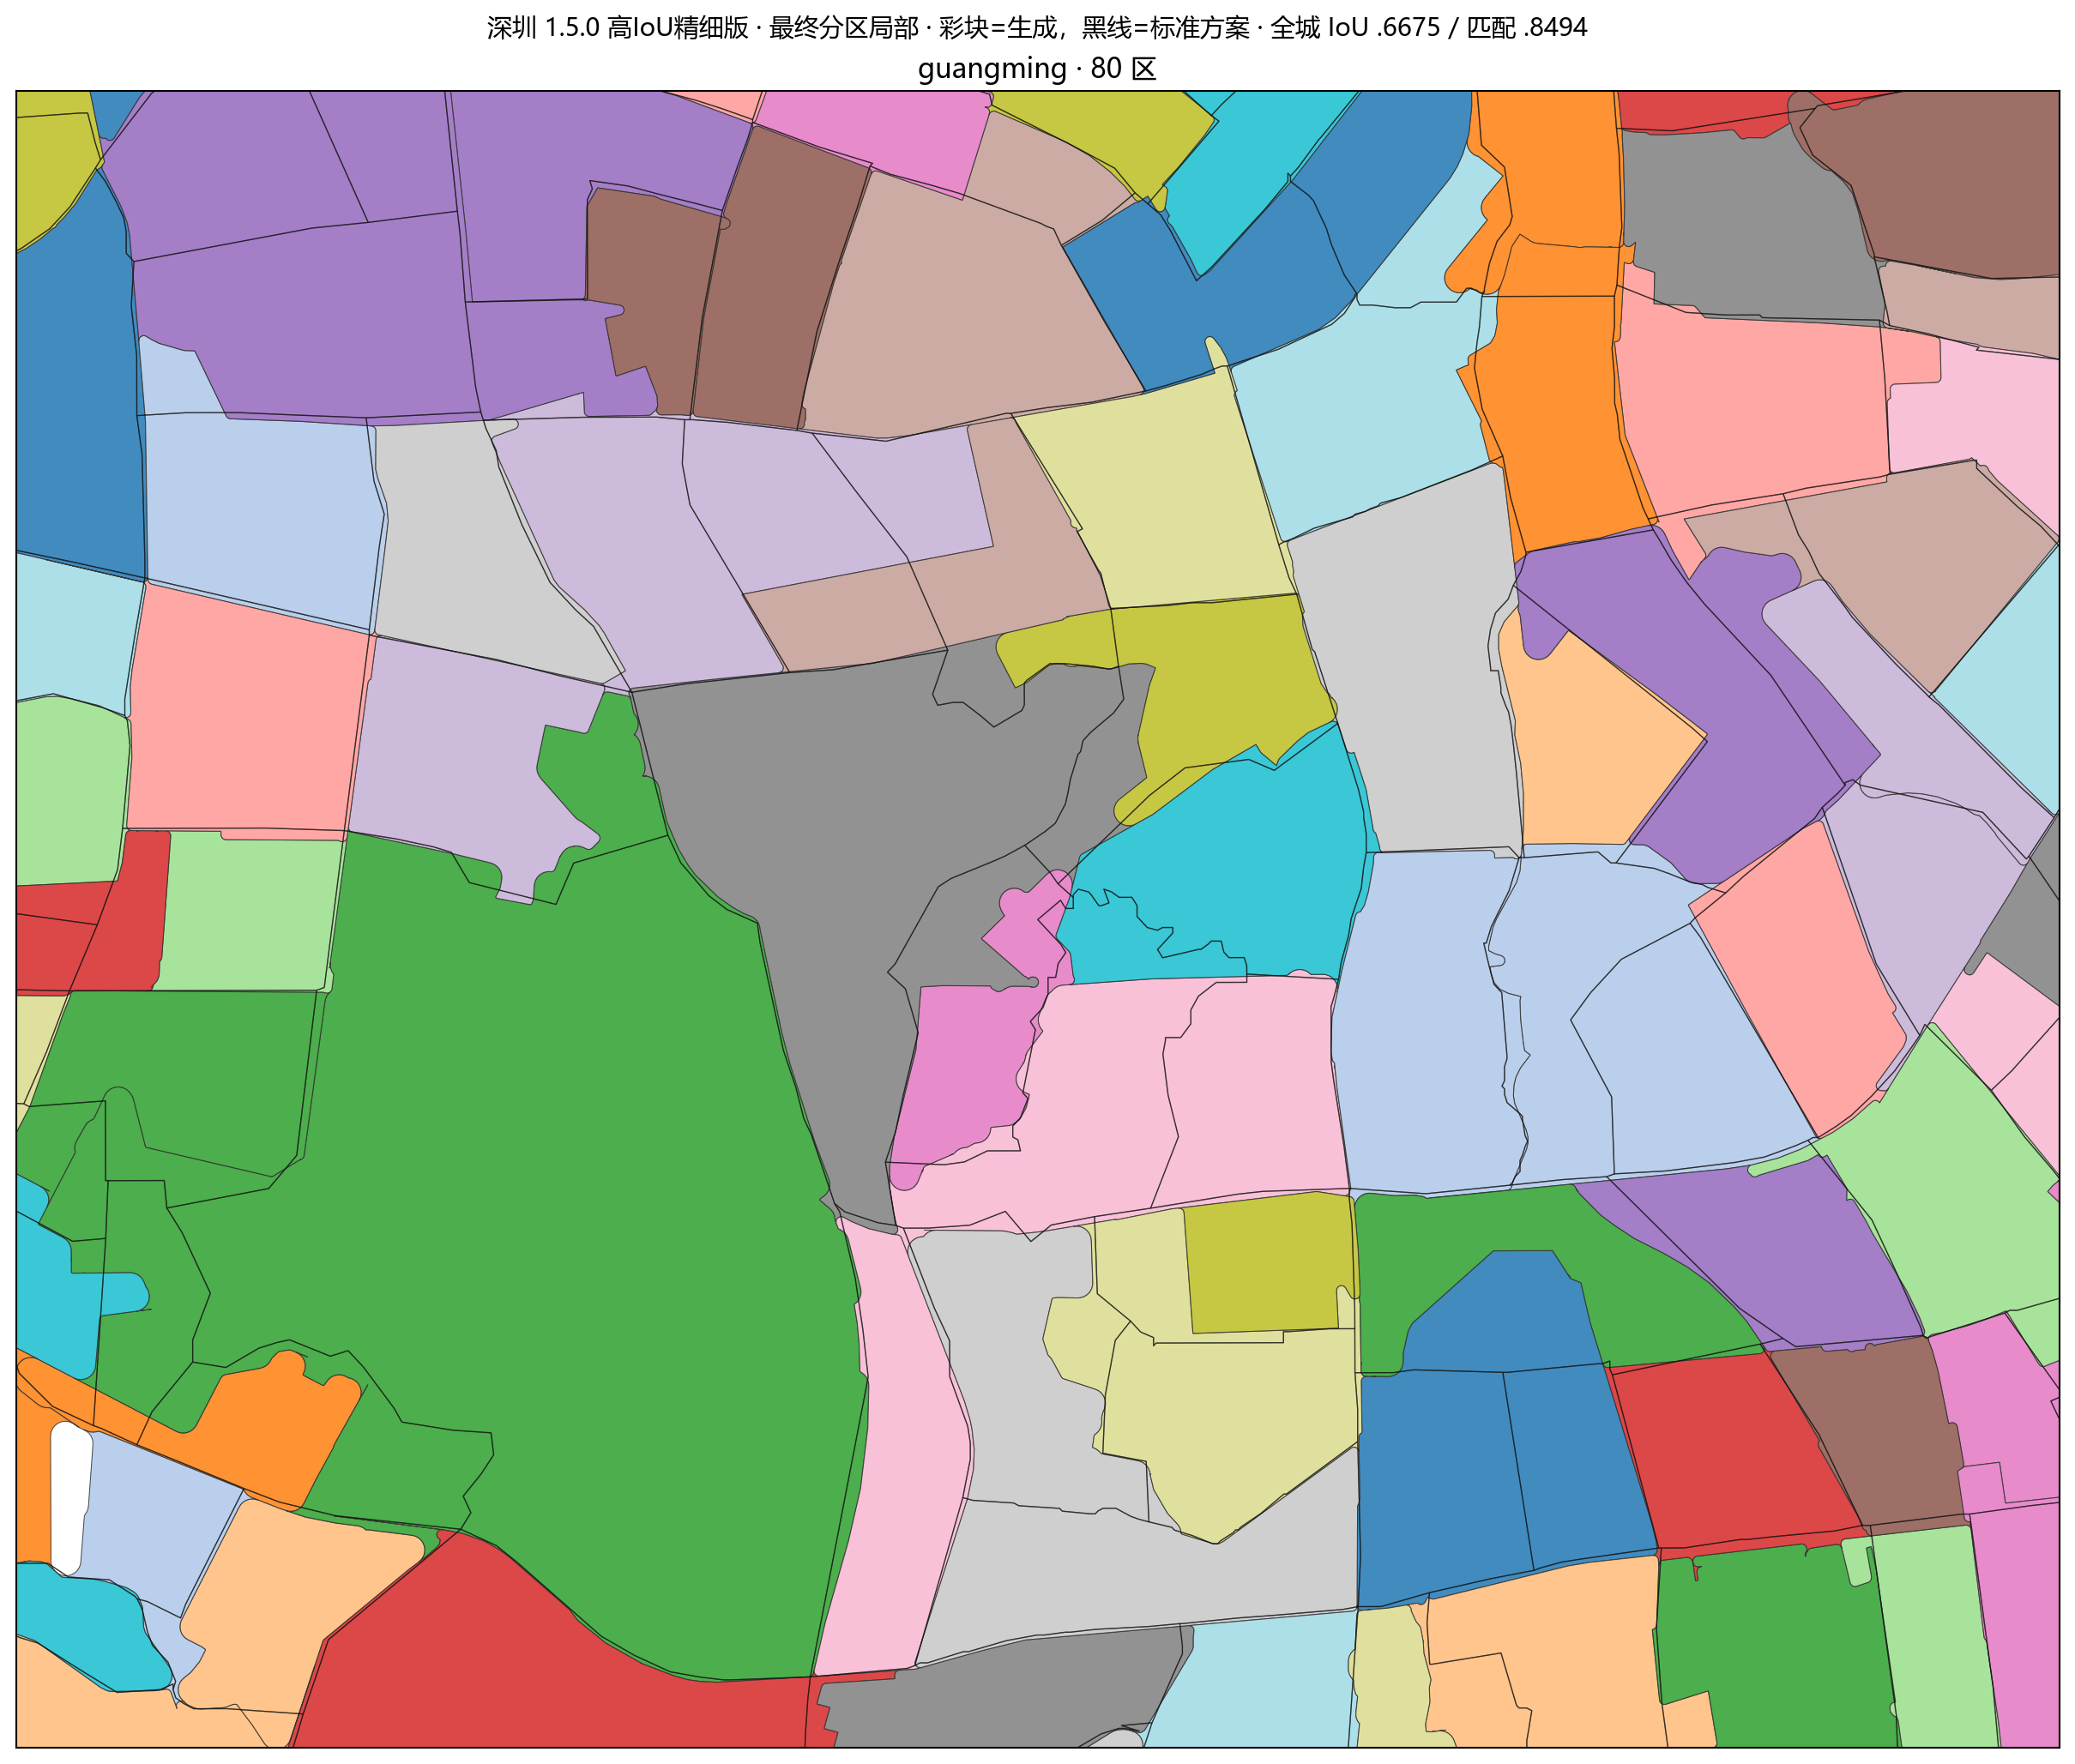 深圳 1.5.0 高IoU精细版 · 最终分区局部 · 彩块=生成，黑线=标准方案 · 全城 IoU .6675 / 匹配 .8494
guangming · 80 区